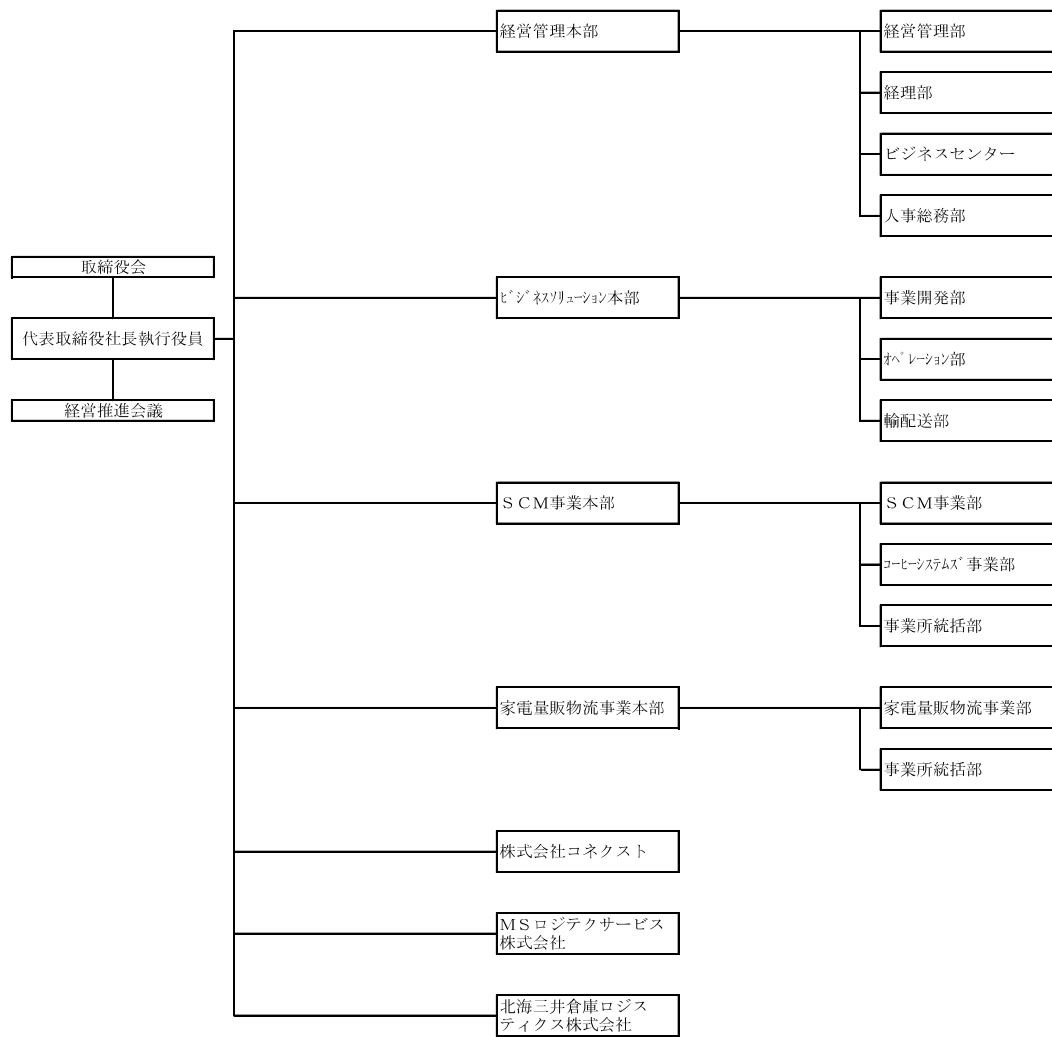 経営管理本部
経営管理部
経理部
ビジネスセンター
人事総務部
取締役会
代表取締役社長執行役員
経営推進会議
ﾋﾞｼﾞﾈｽｿﾘｭｰｼｮﾝ本部
事業開発部
ｵﾍﾟﾚｰｼｮﾝ部
輸配送部
ＳＣＭ事業本部
ＳＣＭ事業部
ｺｰﾋｰｼｽﾃﾑｽﾞ事業部
事業所統括部
家電量販物流事業本部
家電量販物流事業部
事業所統括部
株式会社コネクスト
ＭＳロジテクサービス
株式会社
北海三井倉庫ロジス
ティクス株式会社